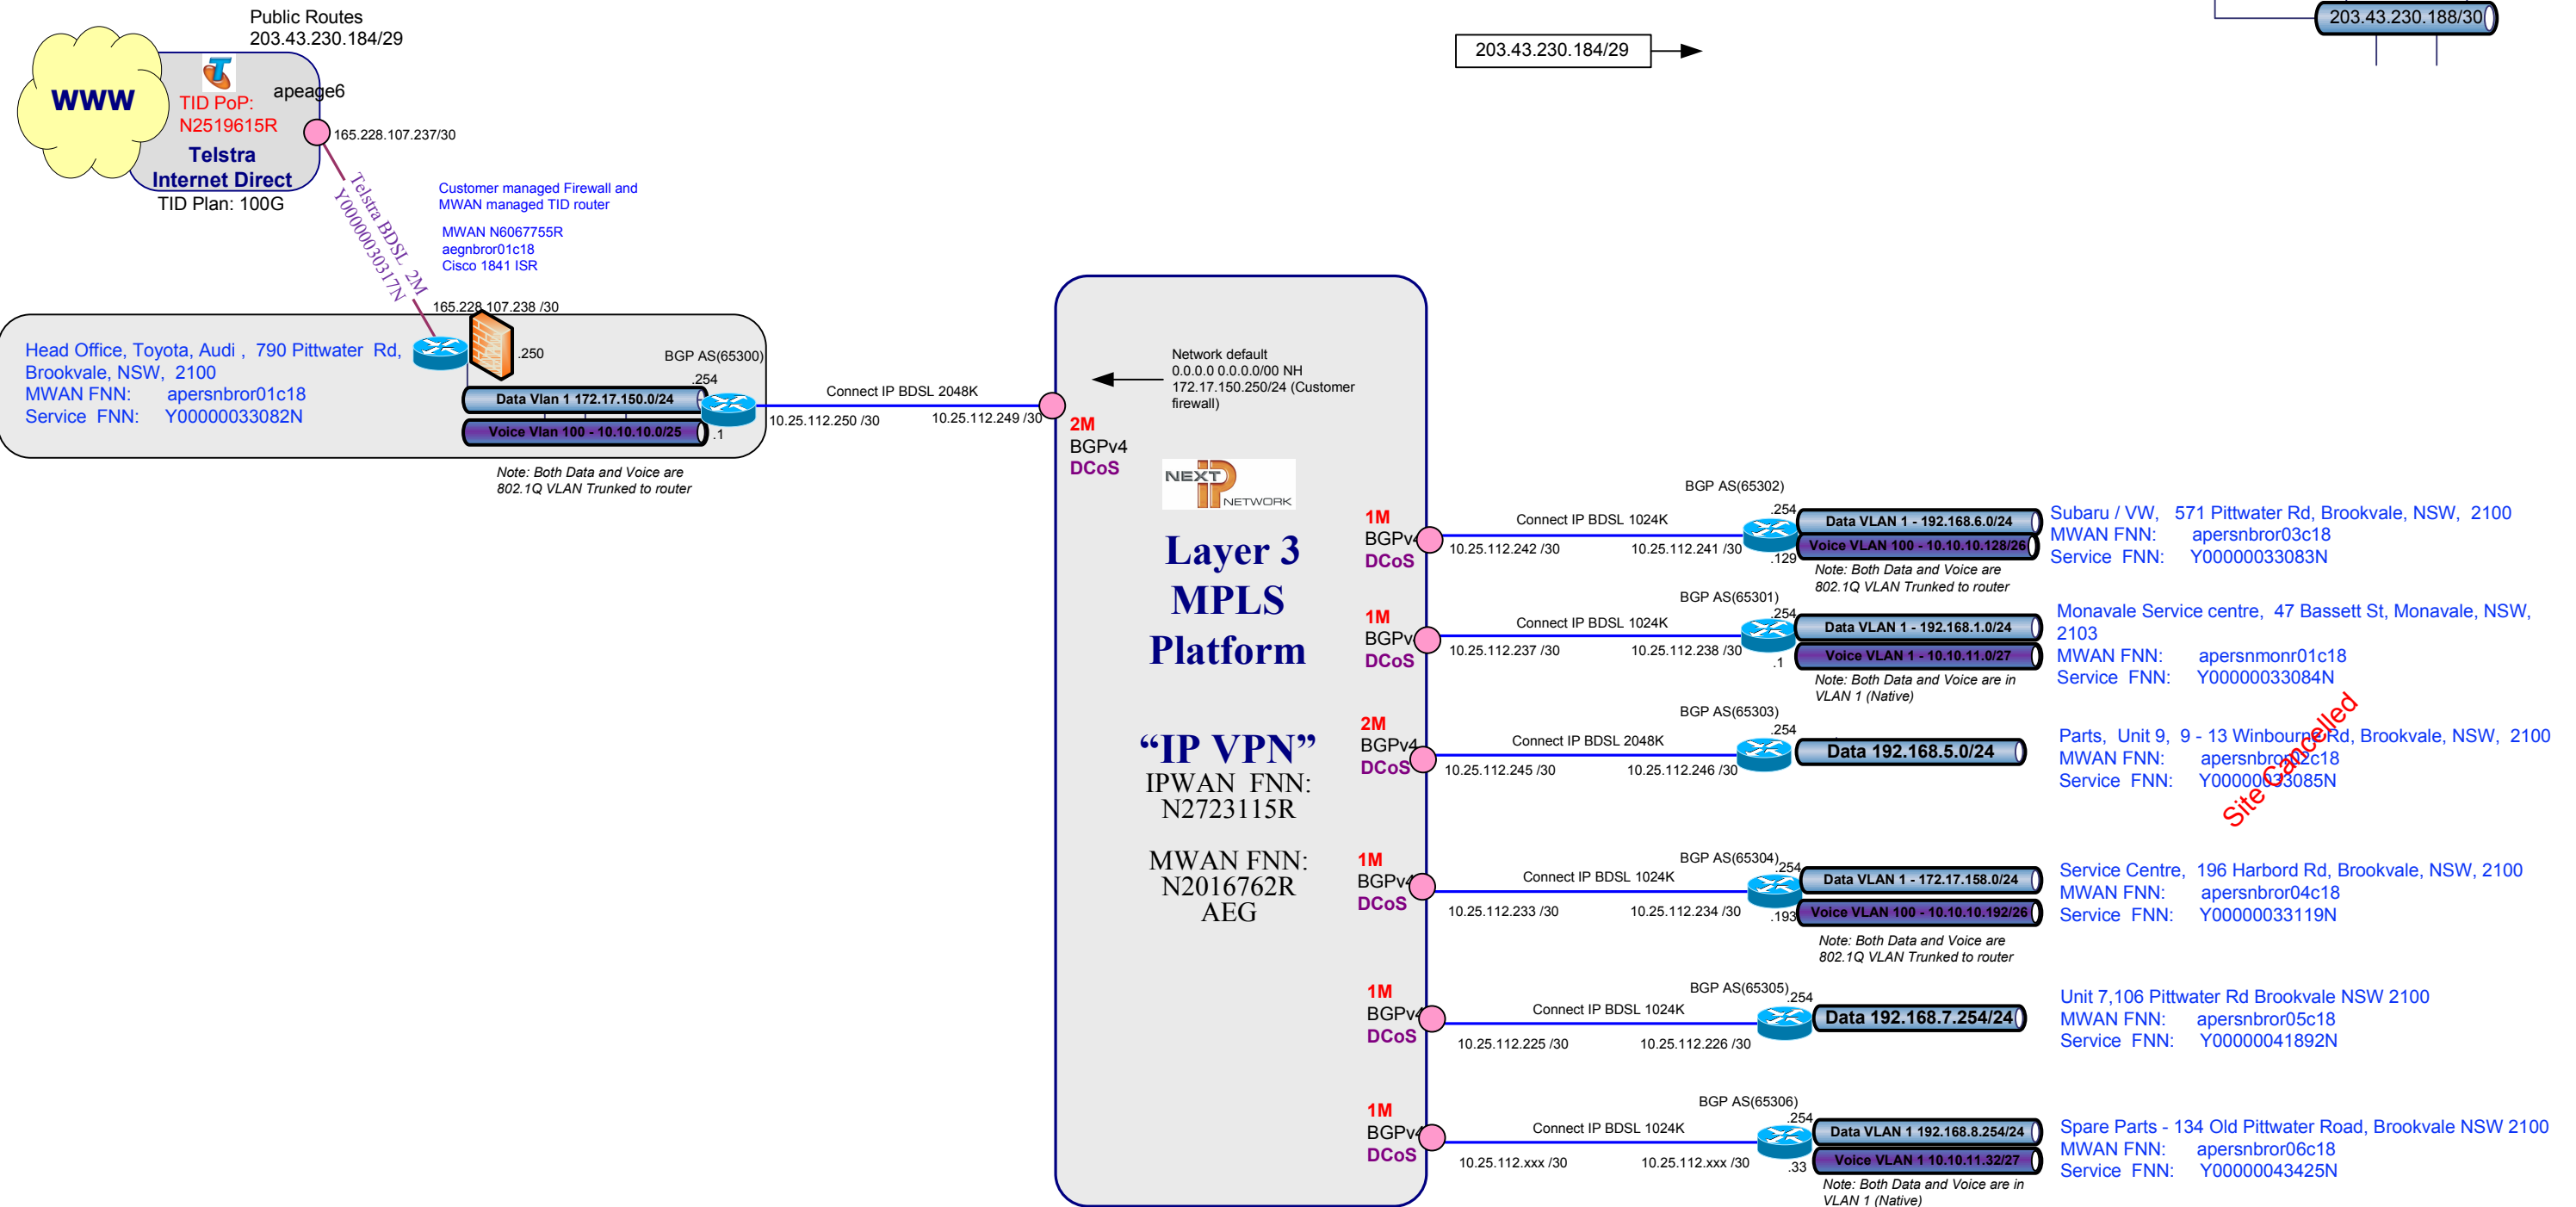 Public Routes
203.43.230.184/29
WWW
TID PoP:
N2519615R
apeage6
Telstra
Internet Direct
TID Plan: 100G
165.228.107.237/30
Telstra BDSL 2M
Y00000030317N
Customer managed Firewall and
MWAN managed TID router
MWAN N6067755R
aegnbror01c18
Cisco 1841 ISR
165.228.107.238 /30
Head Office, Toyota, Audi , 790 Pittwater Rd,
Brookvale, NSW, 2100
MWAN FNN: apersnbror01c18
Service FNN: Y00000033082N
.250
BGP AS(65300)
.254
Data Vlan 1 172.17.150.0/24
Voice Vlan 100 - 10.10.10.0/25
.1
Note: Both Data and Voice are
802.1Q VLAN Trunked to router
Connect IP BDSL 2048K
10.25.112.250 /30
10.25.112.249 /30
203.43.230.184/29
203.43.230.188/30
Network default
0.0.0.0 0.0.0.0/00 NH
172.17.150.250/24 (Customer
firewall)
2M
BGPv4
DCoS
NEXT IP
NETWORK
Layer 3
MPLS
Platform
“IP VPN”
IPWAN FNN:
N2723115R
MWAN FNN:
N2016762R
AEG
1M
BGPv4
DCoS
Connect IP BDSL 1024K
10.25.112.242 /30
10.25.112.241 /30
BGP AS(65302)
.254
.129
Data VLAN 1 - 192.168.6.0/24
Voice VLAN 100 - 10.10.10.128/26
Note: Both Data and Voice are
802.1Q VLAN Trunked to router
Subaru / VW, 571 Pittwater Rd, Brookvale, NSW, 2100
MWAN FNN: apersnbror03c18
Service FNN: Y00000033083N
1M
BGPv
DCoS
Connect IP BDSL 1024K
10.25.112.237 /30
10.25.112.238 /30
BGP AS(65301)
.254
.1
Data VLAN 1 - 192.168.1.0/24
Voice VLAN 1 - 10.10.11.0/27
Note: Both Data and Voice are in
VLAN 1 (Native)
Monavale Service centre, 47 Bassett St, Monavale, NSW,
2103
MWAN FNN: apersnmonr01c18
Service FNN: Y00000033084N
2M
BGPv4
DCoS
Connect IP BDSL 2048K
10.25.112.245 /30
10.25.112.246 /30
BGP AS(65303)
.254
Data 192.168.5.0/24
Parts, Unit 9, 9 - 13 Winbourne Rd, Brookvale, NSW, 2100
MWAN FNN: apersnbror02c18
Service FNN: Y00000033085N
Site Cancelled
1M
BGPv4
DCoS
Connect IP BDSL 1024K
10.25.112.233 /30
10.25.112.234 /30
BGP AS(65304)
.254
.193
Data VLAN 1 - 172.17.158.0/24
Voice VLAN 100 - 10.10.10.192/26
Note: Both Data and Voice are
802.1Q VLAN Trunked to router
Service Centre, 196 Harbord Rd, Brookvale, NSW, 2100
MWAN FNN: apersnbror04c18
Service FNN: Y00000033119N
1M
BGPv4
DCoS
Connect IP BDSL 1024K
10.25.112.225 /30
10.25.112.226 /30
BGP AS(65305)
.254
Data 192.168.7.254/24
Unit 7,106 Pittwater Rd Brookvale NSW 2100
MWAN FNN: apersnbror05c18
Service FNN: Y00000041892N
1M
BGPv4
DCoS
Connect IP BDSL 1024K
10.25.112.xxx /30
10.25.112.xxx /30
BGP AS(65306)
.254
.33
Data VLAN 1 192.168.8.254/24
Voice VLAN 1 10.10.11.32/27
Note: Both Data and Voice are in
VLAN 1 (Native)
Spare Parts - 134 Old Pittwater Road, Brookvale NSW 2100
MWAN FNN: apersnbror06c18
Service FNN: Y00000043425N